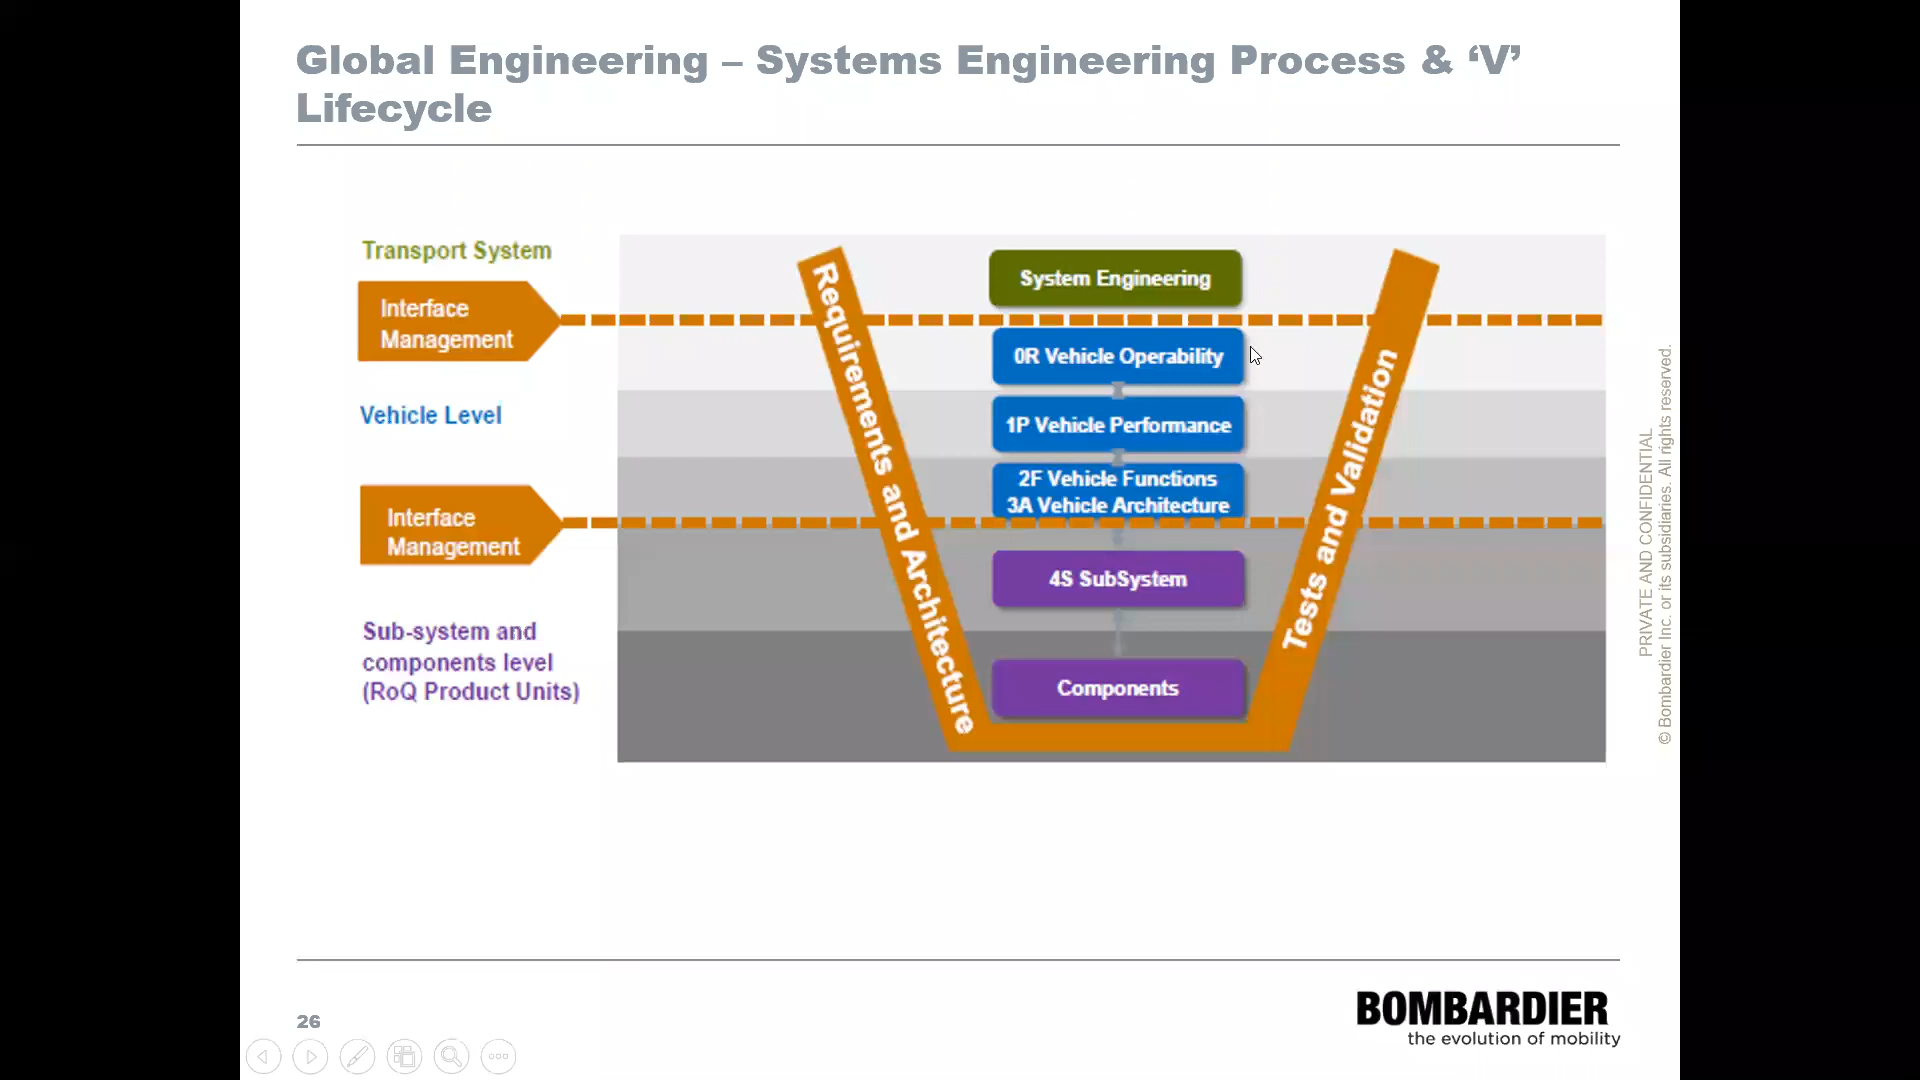 Global Engineering – Systems Engineering Process & ‘V’
Lifecycle
Transport System
Interface
Management
Vehicle Level
Interface
Management
Sub-system and
components level
(RoQ Product Units)
Requirements and Architecture
System Engineering
0R Vehicle Operability
1P Vehicle Performance
2F Vehicle Functions
3A Vehicle Architecture
4S SubSystem
Components
Tests and Validation
PRIVATE AND CONFIDENTIAL
© Bombardier Inc. or its subsidiaries. All rights reserved.
26
BOMBARDIER
the evolution of mobility